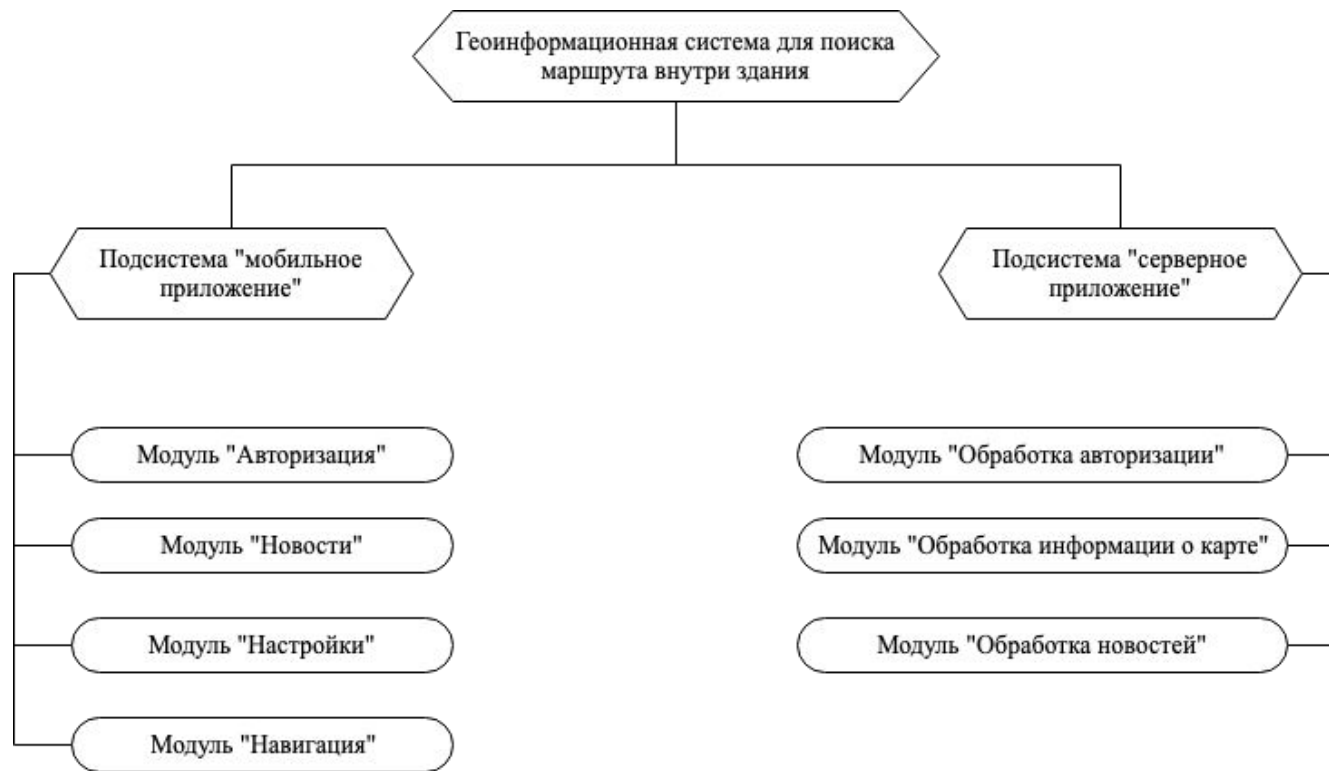 Геоинформационная система для поиска
маршрута внутри здания
Подсистема "мобильное
приложение"
Подсистема "серверное
приложение"
Модуль "Авторизация"
Модуль "Обработка авторизации"
Модуль "Новости"
Модуль "Обработка информации о карте"
Модуль "Настройки"
Модуль "Обработка новостей"
Модуль "Навигация"